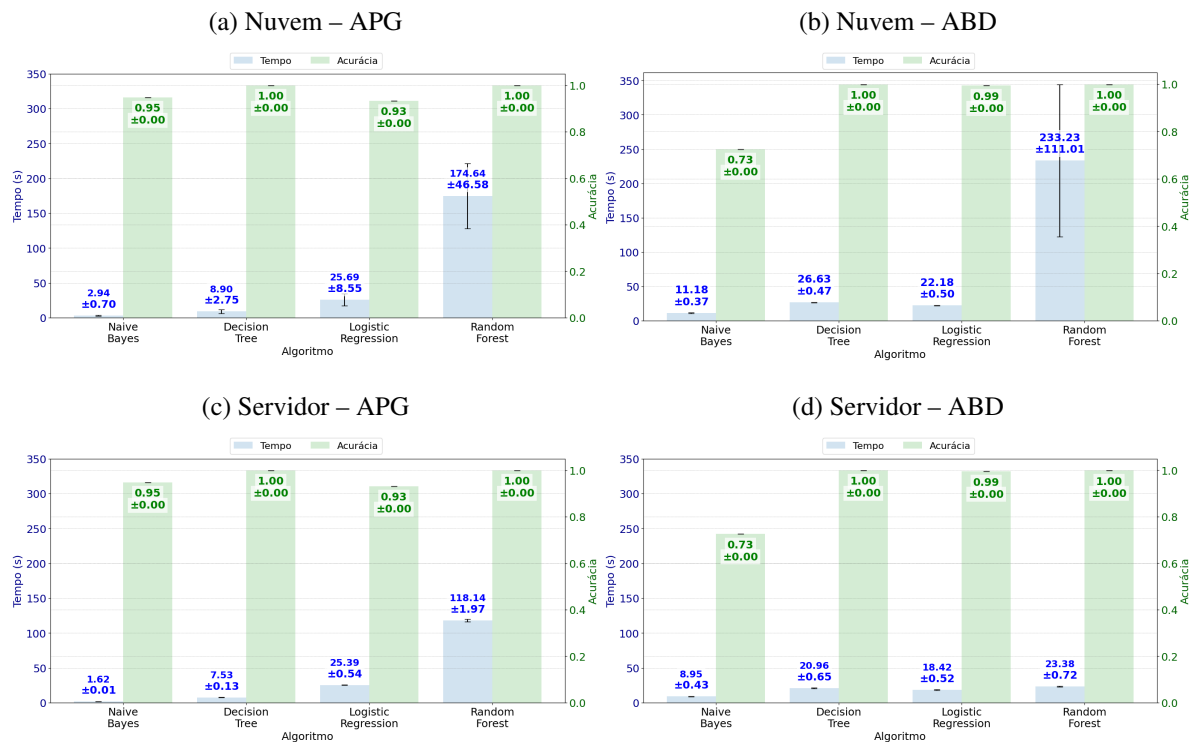 (a) Nuvem – APG
Tempo Acurácia
350
300
250
200
150
100
50
0
Tempo (s)
1.0
0.8
0.6
0.4
0.2
0.0
Acurácia
2.94
±0.70
0.95
±0.00
8.90
±2.75
1.00
±0.00
25.69
±8.55
0.93
±0.00
174.64
±46.58
1.00
±0.00
Naive
Bayes
Decision
Tree
Logistic
Regression
Random
Forest
Algoritmo
(b) Nuvem – ABD
Tempo Acurácia
350
300
250
200
150
100
50
0
Tempo (s)
1.0
0.8
0.6
0.4
0.2
0.0
Acurácia
11.18
±0.37
0.73
±0.00
26.63
±0.47
1.00
±0.00
22.18
±0.50
0.99
±0.00
233.23
±111.01
1.00
±0.00
Naive
Bayes
Decision
Tree
Logistic
Regression
Random
Forest
Algoritmo
(c) Servidor – APG
Tempo Acurácia
350
300
250
200
150
100
50
0
Tempo (s)
1.0
0.8
0.6
0.4
0.2
0.0
Acurácia
1.62
±0.01
0.95
±0.00
7.53
±0.13
1.00
±0.00
25.39
±0.54
0.93
±0.00
118.14
±1.97
1.00
±0.00
Naive
Bayes
Decision
Tree
Logistic
Regression
Random
Forest
Algoritmo
(d) Servidor – ABD
Tempo Acurácia
350
300
250
200
150
100
50
0
Tempo (s)
1.0
0.8
0.6
0.4
0.2
0.0
Acurácia
8.95
±0.43
0.73
±0.00
20.96
±0.65
1.00
±0.00
18.42
±0.52
0.99
±0.00
23.38
±0.72
1.00
±0.00
Naive
Bayes
Decision
Tree
Logistic
Regression
Random
Forest
Algoritmo